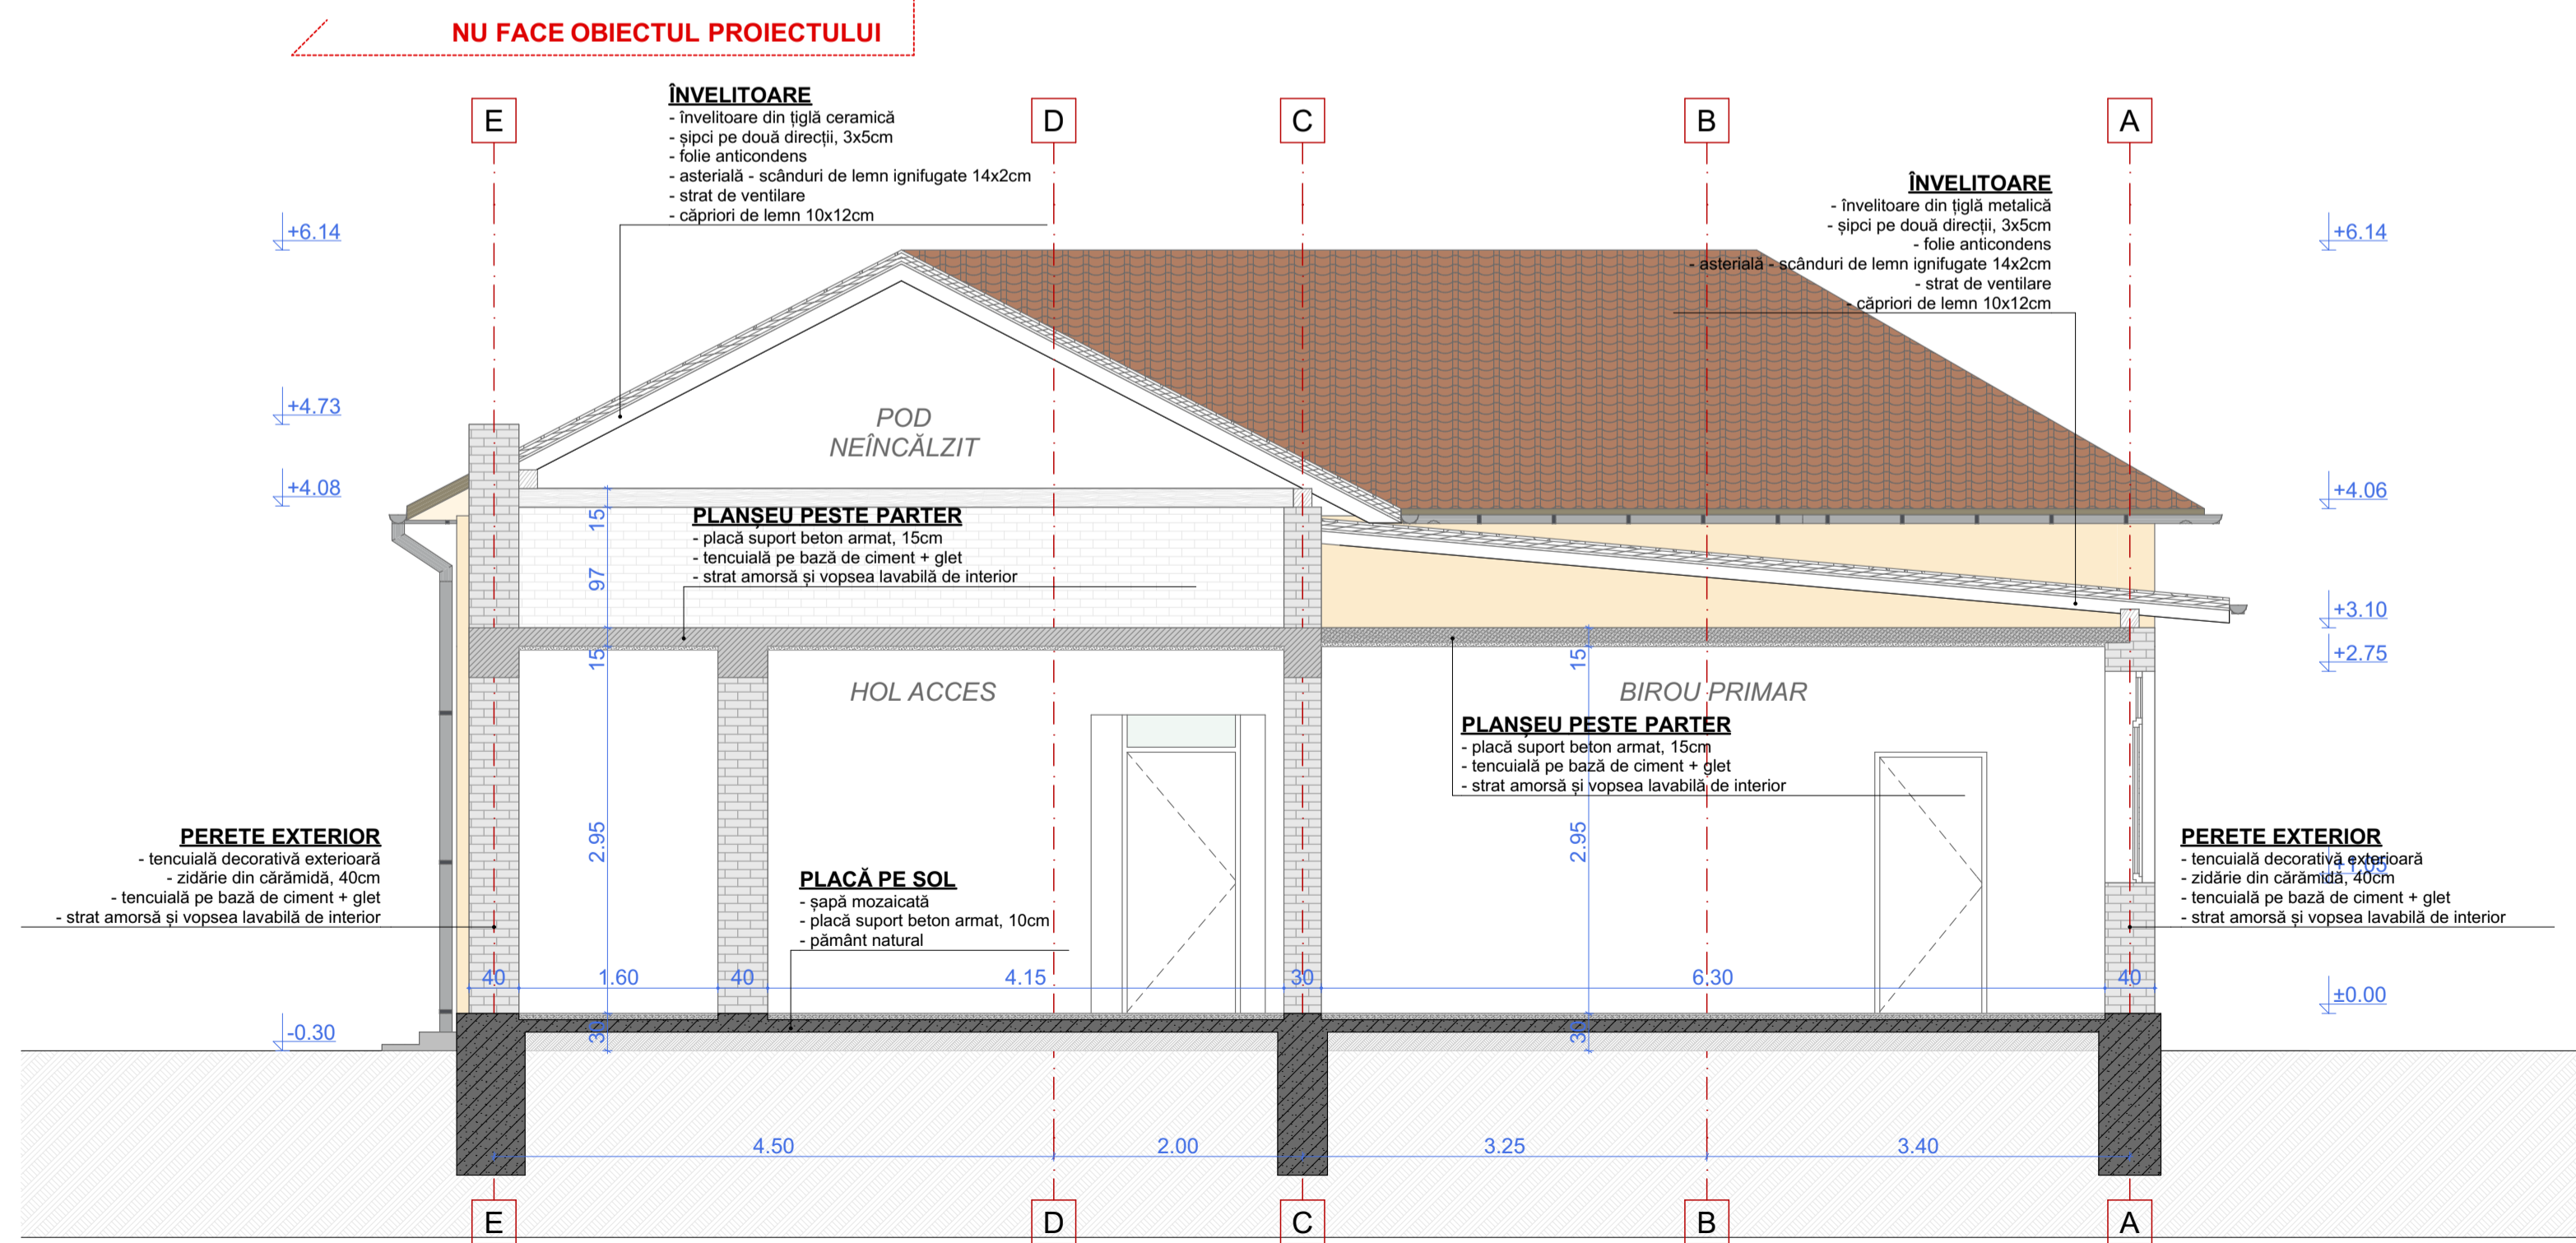 NU FACE OBIECTUL PROIECTULUI
E
D
C
B
A
ÎNVELITOARE
- învelitoare din țiglă ceramică
- șipci pe două direcții, 3x5cm
- folie anticondens
- asterială - scânduri de lemn ignifugate 14x2cm
- strat de ventilare
- căpriori de lemn 10x12cm
ÎNVELITOARE
- învelitoare din țiglă metalică
- șipci pe două direcții, 3x5cm
- folie anticondens
- asterială - scânduri de lemn ignifugate 14x2cm
- strat de ventilare
- căpriori de lemn 10x12cm
+6.14
+6.14
+4.73
POD
NEÎNCĂLZIT
+4.08
+4.06
15
PLANȘEU PESTE PARTER
- placă suport beton armat, 15cm
- tencuială pe bază de ciment + glet
- strat amorsă și vopsea lavabilă de interior
97
+3.10
15
15
+2.75
HOL ACCES
BIROU PRIMAR
PLANȘEU PESTE PARTER
- placă suport beton armat, 15cm
- tencuială pe bază de ciment + glet
- strat amorsă și vopsea lavabilă de interior
2.95
2.95
PERETE EXTERIOR
- tencuială decorativă exterioară
- zidărie din cărămidă, 40cm
- tencuială pe bază de ciment + glet
- strat amorsă și vopsea lavabilă de interior
PLACĂ PE SOL
- șapă mozaicată
- placă suport beton armat, 10cm
- pământ natural
PERETE EXTERIOR
- tencuială decorativă exterioară
+1.05
- zidărie din cărămidă, 40cm
- tencuială pe bază de ciment + glet
- strat amorsă și vopsea lavabilă de interior
40
1.60
40
4.15
30
6.30
40
±0.00
-0.30
30
30
4.50
2.00
3.25
3.40
E
D
C
B
A